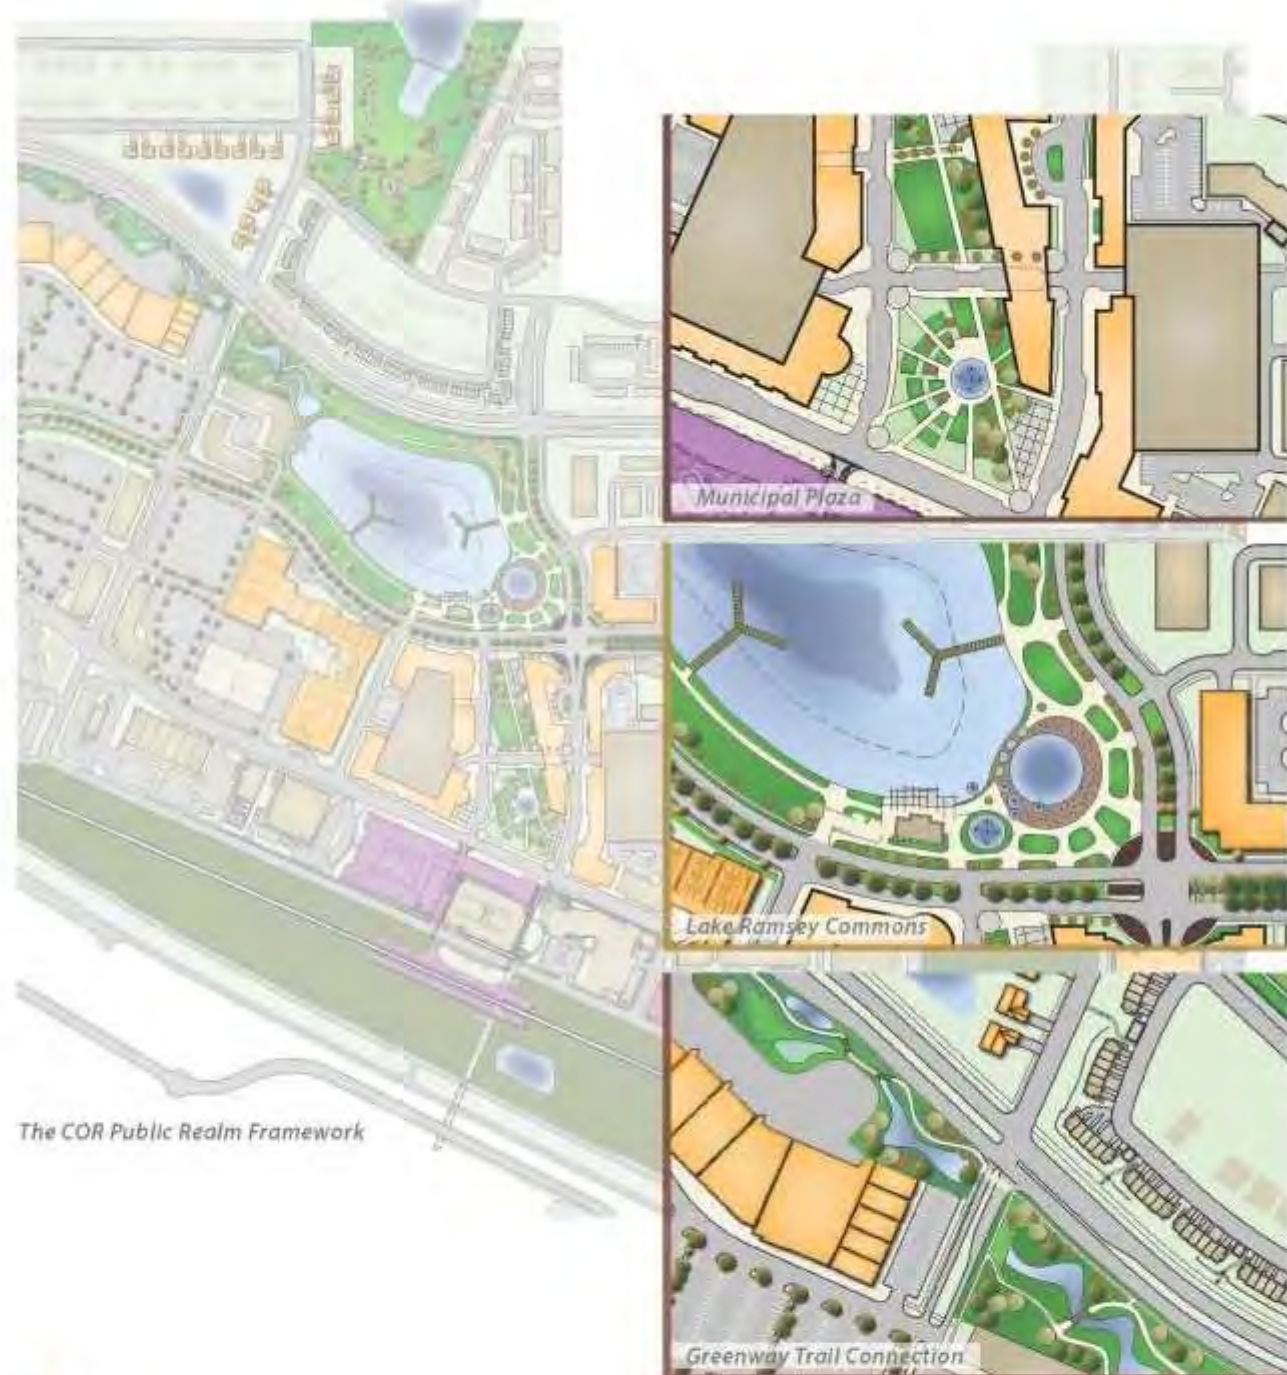 Municipal Plaza
Lake Ramsey Commons
The COR Public Realm Framework
Greenway Trail Connection